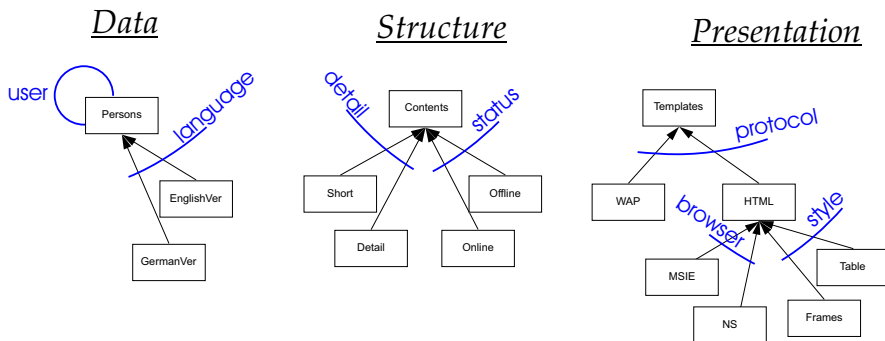 Data
user
Persons
language
EnglishVer
GermanVer
Structure
detail
Contents
status
Short
Offline
Detail
Online
Presentation
Templates
protocol
WAP
HTML
browser
style
MSIE
Table
NS
Frames